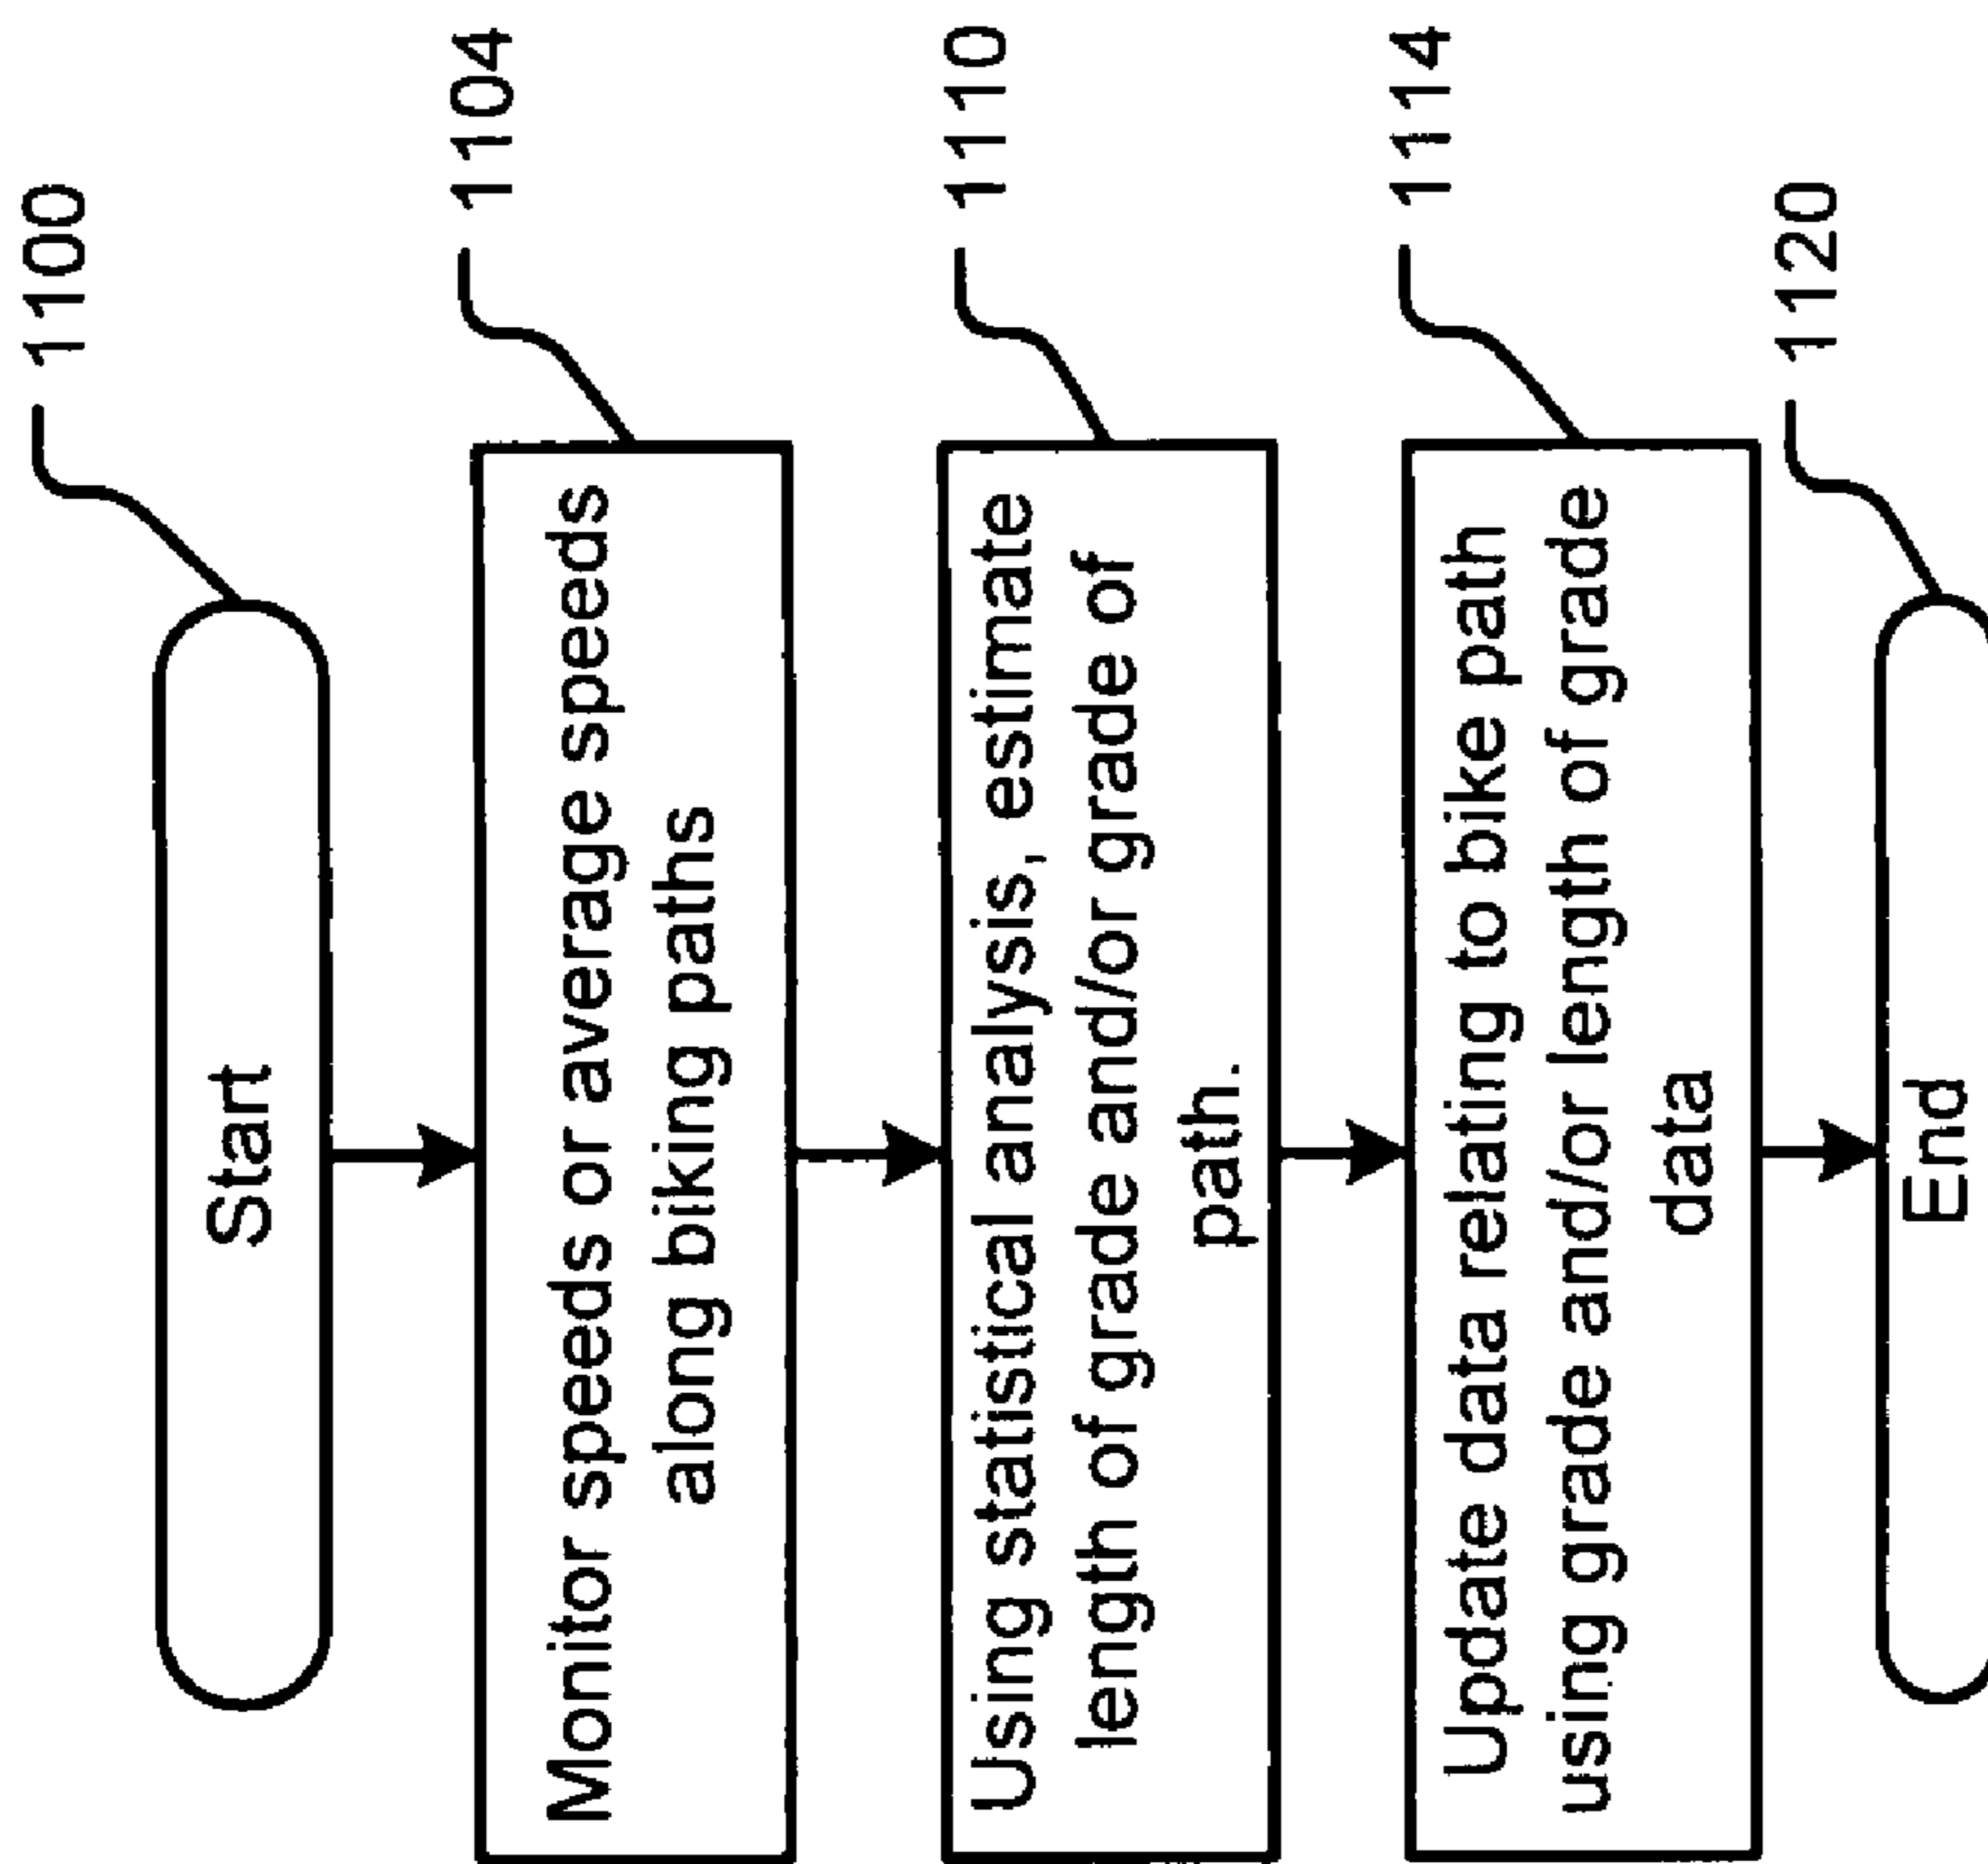 1100
Start
1104
Monitor speeds or average speeds
along biking paths
1110
Using statistical analysis, estimate
length of grade and/or grade of
path.
1114
Update data relating to bike path
using grade and/or length of grade
data
1120
End